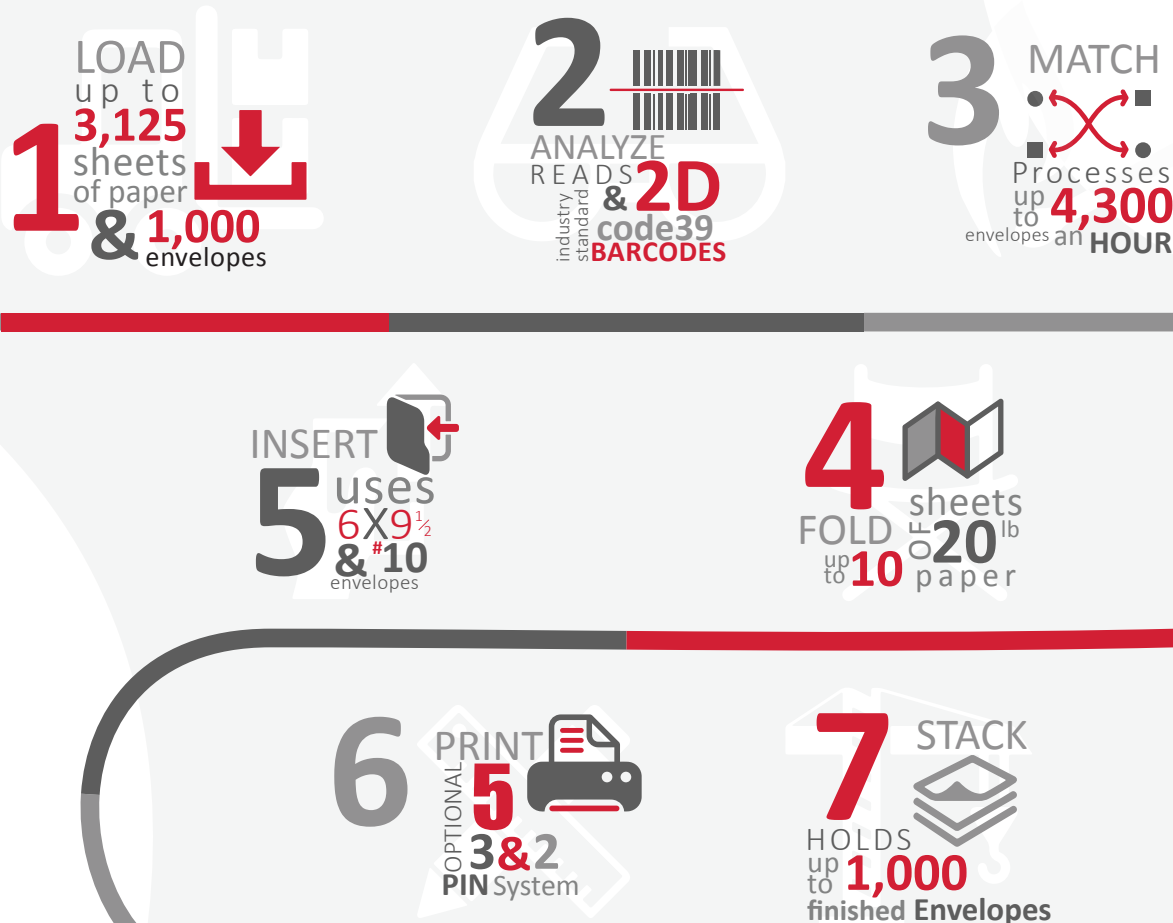 1
LOAD
up to
3,125
sheets
of paper
& 1,000
envelopes
2
ANALYZE
READS
industry
standard
& 2D
code39
BARCODES
3
MATCH
Processes
up
to 4,300
envelopes an HOUR
4
FOLD
up
to 10
sheets
OF
20 lb
paper
INSERT
5
uses
6X9½
& #10
envelopes
6
PRINT
OPTIONAL
5
3&2
PIN System
7
STACK
HOLDS
up
to 1,000
finished Envelopes